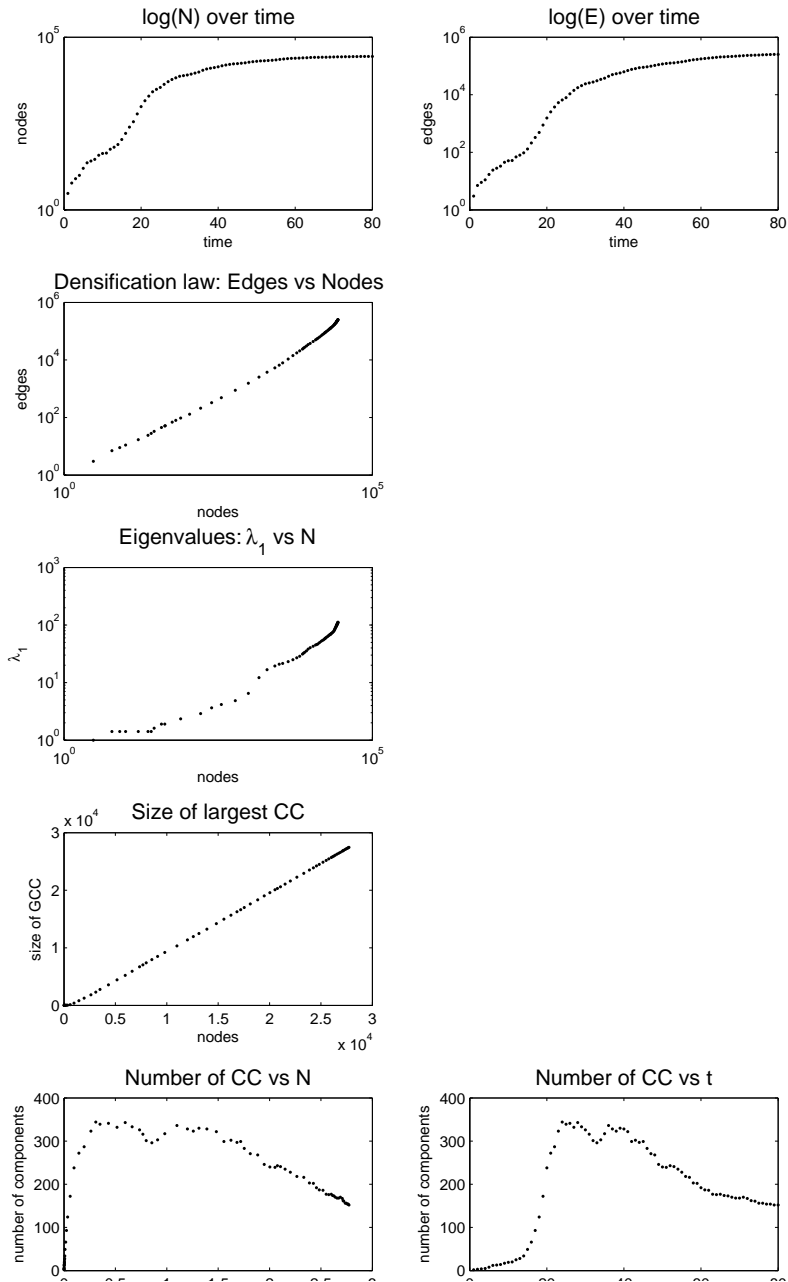 log(N) over time
10^5
10^0
nodes
0 20 40 60 80
time
log(E) over time
10^6
10^4
10^2
10^0
edges
0 20 40 60 80
time
Densification law: Edges vs Nodes
10^6
10^4
10^2
10^0
edges
10^0 10^5
nodes
Eigenvalues: λ_1 vs N
10^3
10^2
10^1
10^0
λ_1
10^0 10^5
nodes
Size of largest CC
x 10^4
3
2
1
0
size of GCC
0 0.5 1 1.5 2 2.5 3
nodes
x 10^4
Number of CC vs N
400
300
200
100
0
number of components
Number of CC vs t
400
300
200
100
0
number of components